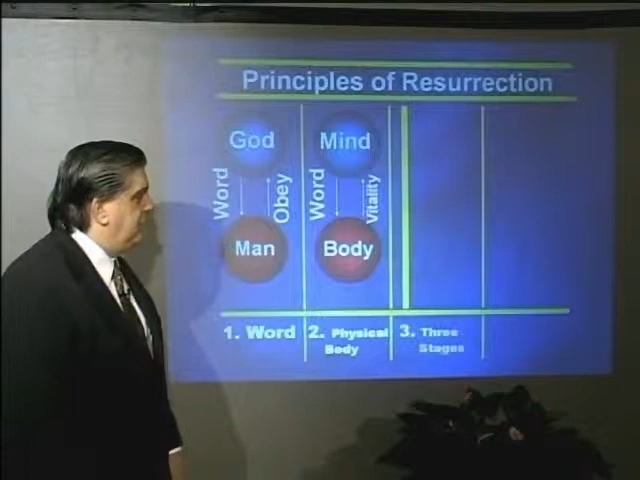 Principles of Resurrection
God
Word
Obey
Man
Mind
Word
Vitality
Body
1. Word
2. Physical
Body
3. Three
Stages